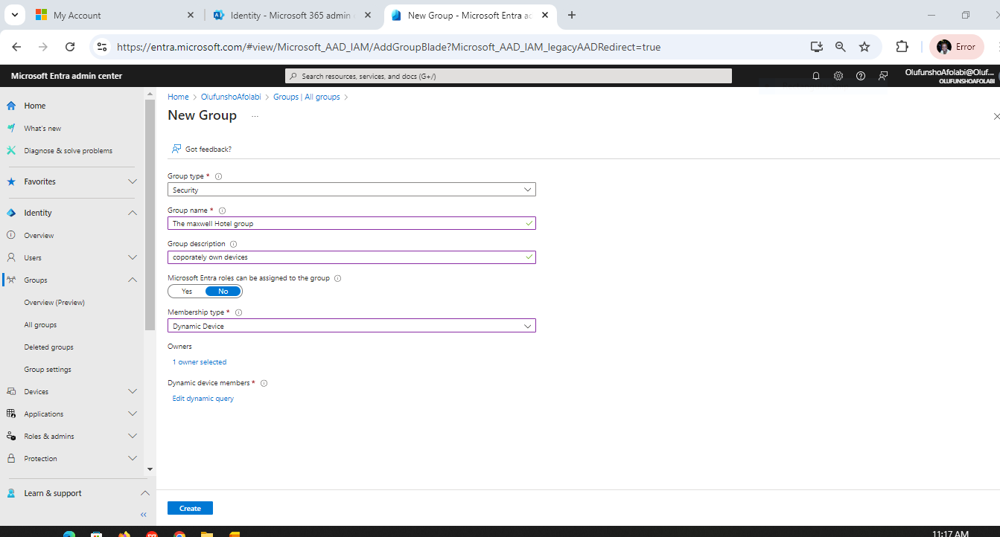 My Account
Identity - Microsoft 365 admin
New Group - Microsoft Entra ad
https://entra.microsoft.com/#view/Microsoft_AAD_IAM/AddGroupBlade?Microsoft_AAD_IAM_legacyAADRedirect=true
Error
Microsoft Entra admin center
Search resources, services, and docs (G+/)
OlufunshoAfolabi@Oluf...
OLUFUNSHOAFOLABI
Home
What's new
Diagnose & solve problems
Favorites
Identity
Overview
Users
Groups
Overview (Preview)
All groups
Deleted groups
Group settings
Devices
Applications
Roles & admins
Protection
Learn & support
Home > OlufunshoAfolabi > Groups | All groups >
New Group ...
Got feedback?
Group type *
Security
Group name *
The maxwell Hotel group
Group description
coporately own devices
Microsoft Entra roles can be assigned to the group
Yes No
Membership type *
Dynamic Device
Owners
1 owner selected
Dynamic device members *
Edit dynamic query
Create
11:17 AM